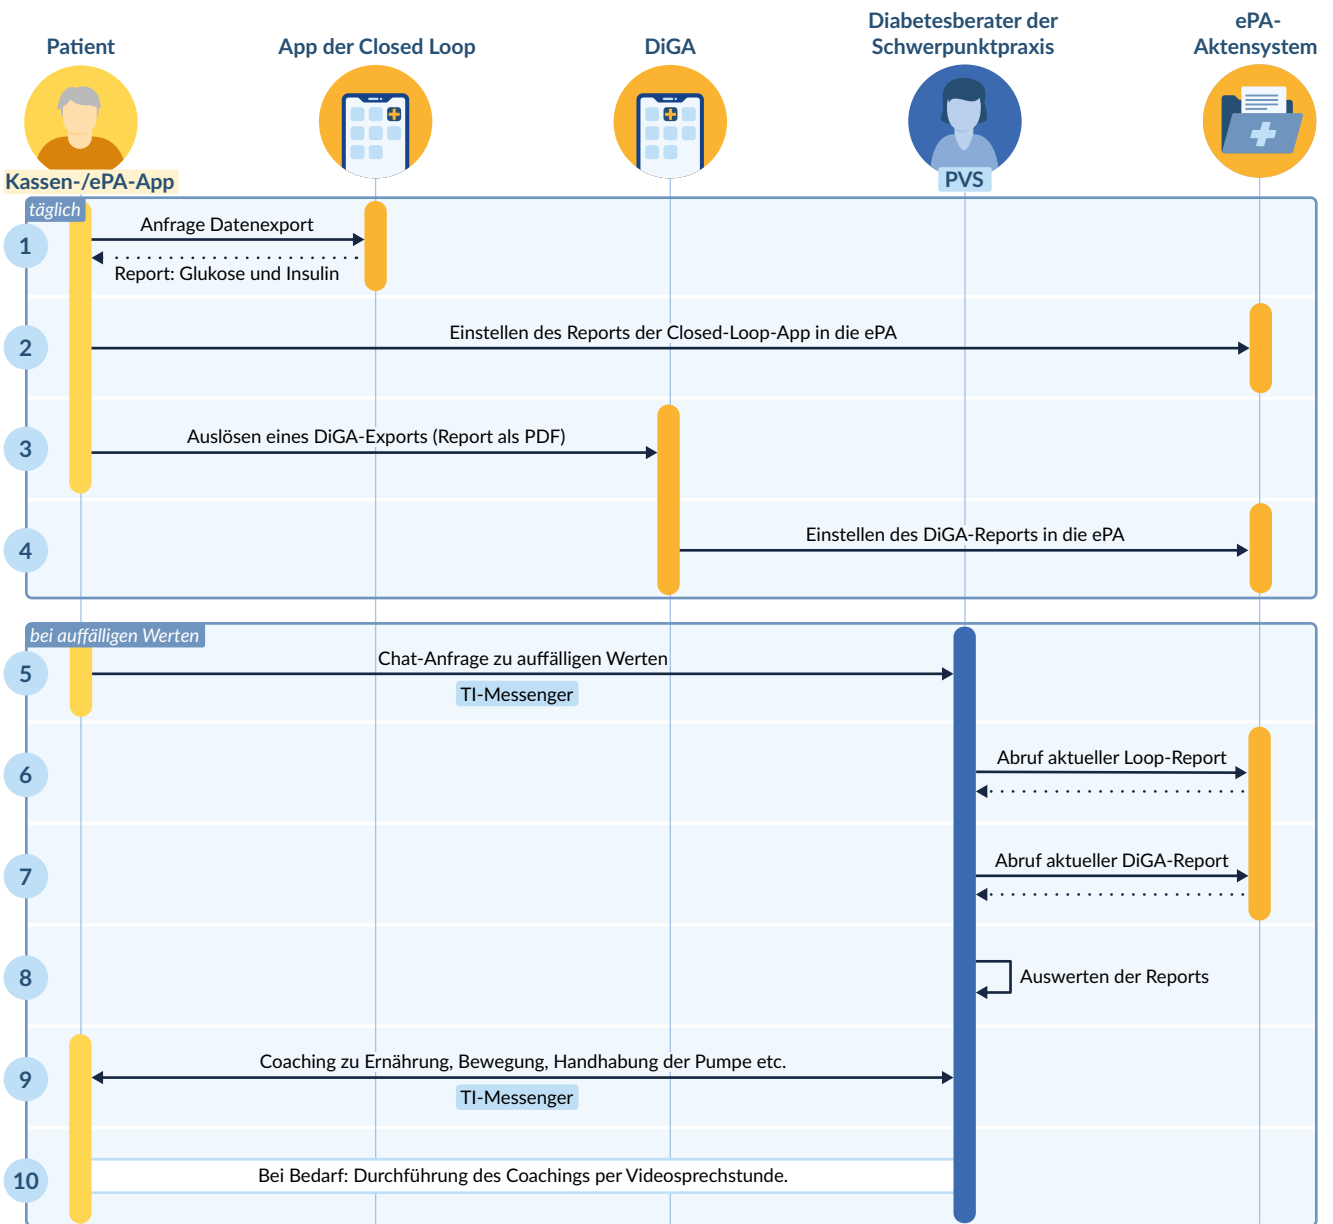 Patient
App der Closed Loop
DiGA
Diabetesberater der
Schwerpunktpraxis
ePA-
Aktensystem
Kassen-/ePA-App
PVS
täglich
1
Anfrage Datenexport
Report: Glukose und Insulin
2
Einstellen des Reports der Closed-Loop-App in die ePA
3
Auslösen eines DiGA-Exports (Report als PDF)
4
Einstellen des DiGA-Reports in die ePA
bei auffälligen Werten
5
Chat-Anfrage zu auffälligen Werten
TI-Messenger
6
Abruf aktueller Loop-Report
7
Abruf aktueller DiGA-Report
8
Auswerten der Reports
9
Coaching zu Ernährung, Bewegung, Handhabung der Pumpe etc.
TI-Messenger
10
Bei Bedarf: Durchführung des Coachings per Videosprechstunde.